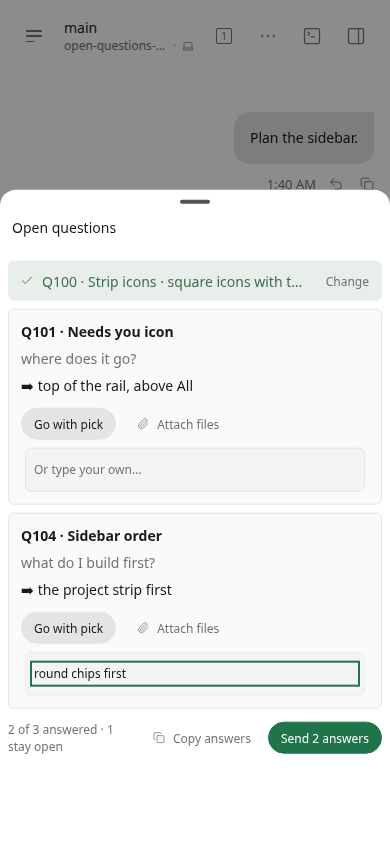 main
open-questions-... ·
1
Plan the sidebar.
1:40 AM
Open questions
Q100 · Strip icons · square icons with t...
Change
Q101 · Needs you icon
where does it go?
➡ top of the rail, above All
Go with pick
Attach files
Or type your own...
Q104 · Sidebar order
what do I build first?
➡ the project strip first
Go with pick
Attach files
round chips first
2 of 3 answered · 1
stay open
Copy answers
Send 2 answers